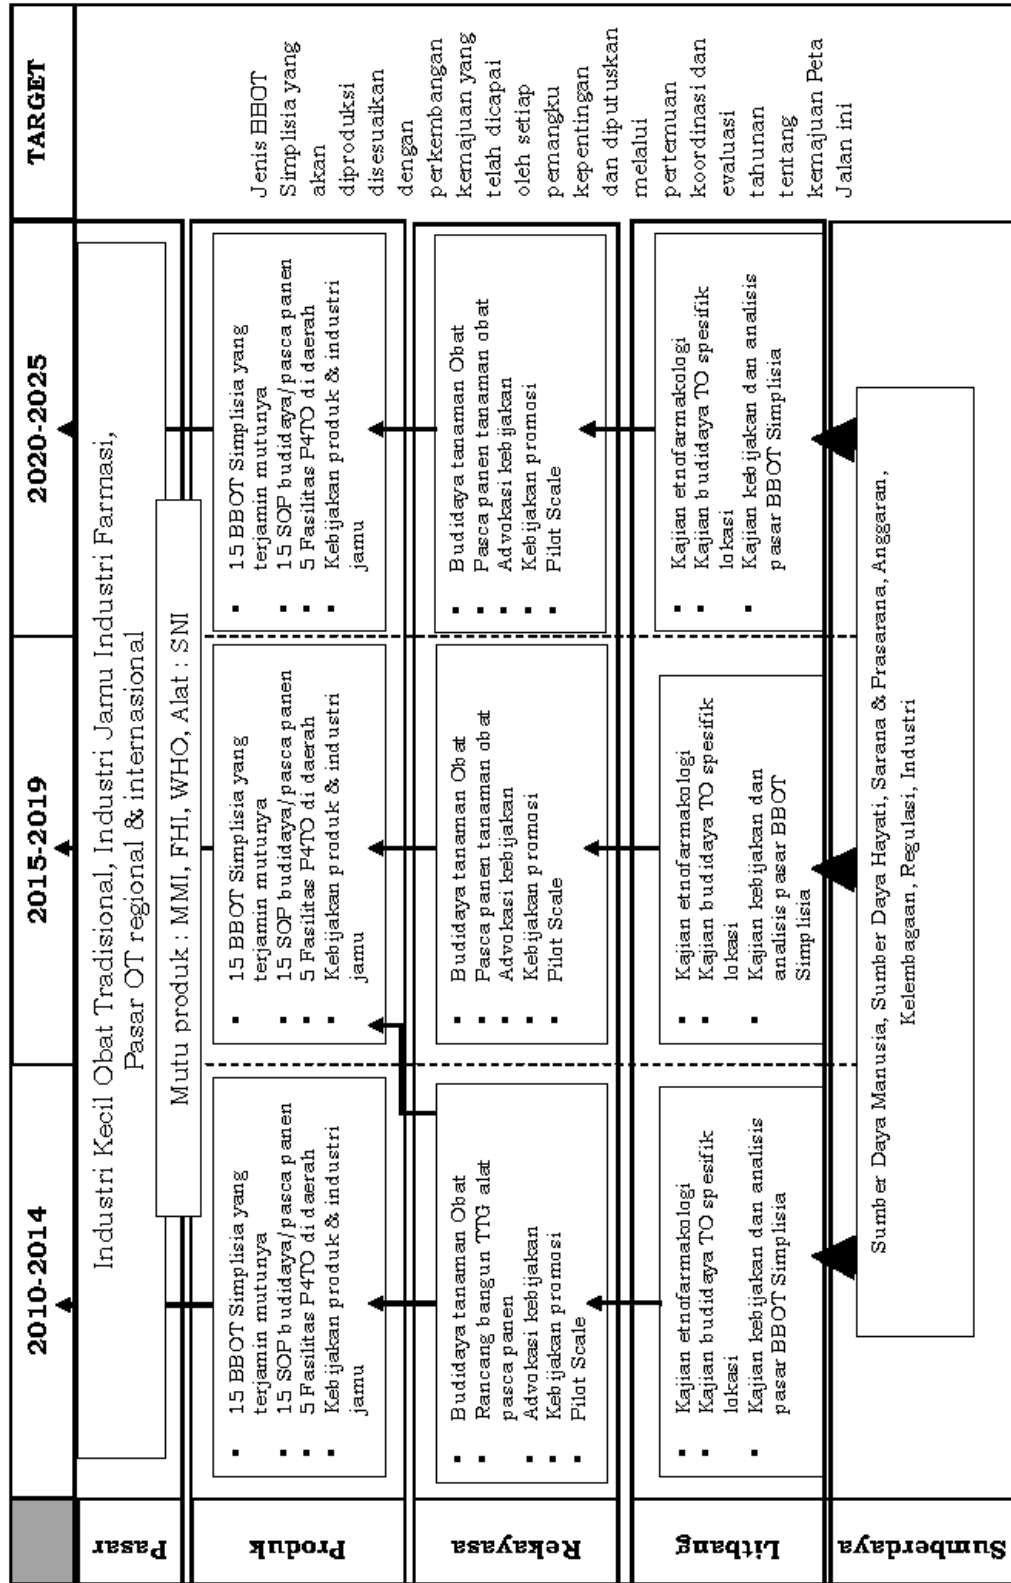 2010-2014
2015-2019
2020-2025
TARGET
Pasar
Industri Kecil Obat Tradisional, Industri Jamu Industri Farmasi,
Pasar OT regional & internasional
Mutu produk : MMI, FHI, WHO, Alat : SNI
Produk
▪ 15 BBOT Simplisia yang
terjamin mutunya
▪ 15 SOP budidaya/pasca panen
▪ 5 Fasilitas P4TO di daerah
▪ Kebijakan produk & industri
jamu
▪ 15 BBOT Simplisia yang
terjamin mutunya
▪ 15 SOP budidaya/pasca panen
▪ 5 Fasilitas P4TO di daerah
▪ Kebijakan produk & industri
jamu
▪ 15 BBOT Simplisia yang
terjamin mutunya
▪ 15 SOP budidaya/pasca panen
▪ 5 Fasilitas P4TO di daerah
▪ Kebijakan produk & industri
jamu
Rekayasa
▪ Budidaya tanaman Obat
▪ Rancang bangun TTG alat
pasca panen
▪ Advokasi kebijakan
▪ Kebijakan promosi
▪ Pilot Scale
▪ Budidaya tanaman Obat
▪ Pasca panen tanaman obat
▪ Advokasi kebijakan
▪ Kebijakan promosi
▪ Pilot Scale
▪ Budidaya tanaman Obat
▪ Pasca panen tanaman obat
▪ Advokasi kebijakan
▪ Kebijakan promosi
▪ Pilot Scale
Litbang
▪ Kajian etnofarmakologi
▪ Kajian budidaya TO spesifik
lokasi
▪ Kajian kebijakan dan analisis
pasar BBOT Simplisia
▪ Kajian etnofarmakologi
▪ Kajian budidaya TO spesifik
lokasi
▪ Kajian kebijakan dan
analisis pasar BBOT
Simplisia
▪ Kajian etnofarmakologi
▪ Kajian budidaya TO spesifik
lokasi
▪ Kajian kebijakan dan analisis
pasar BBOT Simplisia
Sumberdaya
Sumber Daya Manusia, Sumber Daya Hayati, Sarana & Prasarana, Anggaran,
Kelembagaan, Regulasi, Industri
Jenis BBOT
Simplisia yang
akan
diproduksi
disesuaikan
dengan
perkembangan
kemajuan yang
telah dicapai
oleh setiap
pemangku
kepentingan
dan diputuskan
melalui
pertemuan
koordinasi dan
evaluasi
tahunan
tentang
kemajuan Peta
Jalan ini